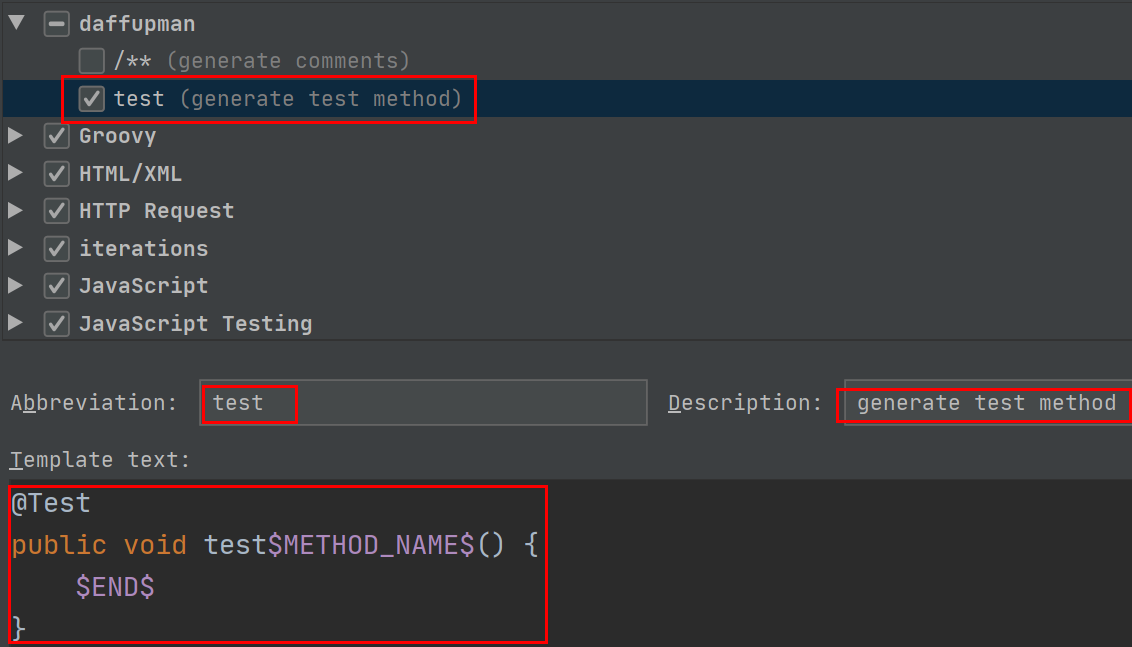 daffupman
/** (generate comments)
test (generate test method)
Groovy
HTML/XML
HTTP Request
iterations
JavaScript
JavaScript Testing
Abbreviation: test Description: generate test method
Template text:
@Test
public void test$METHOD_NAME$() {
    $END$
}